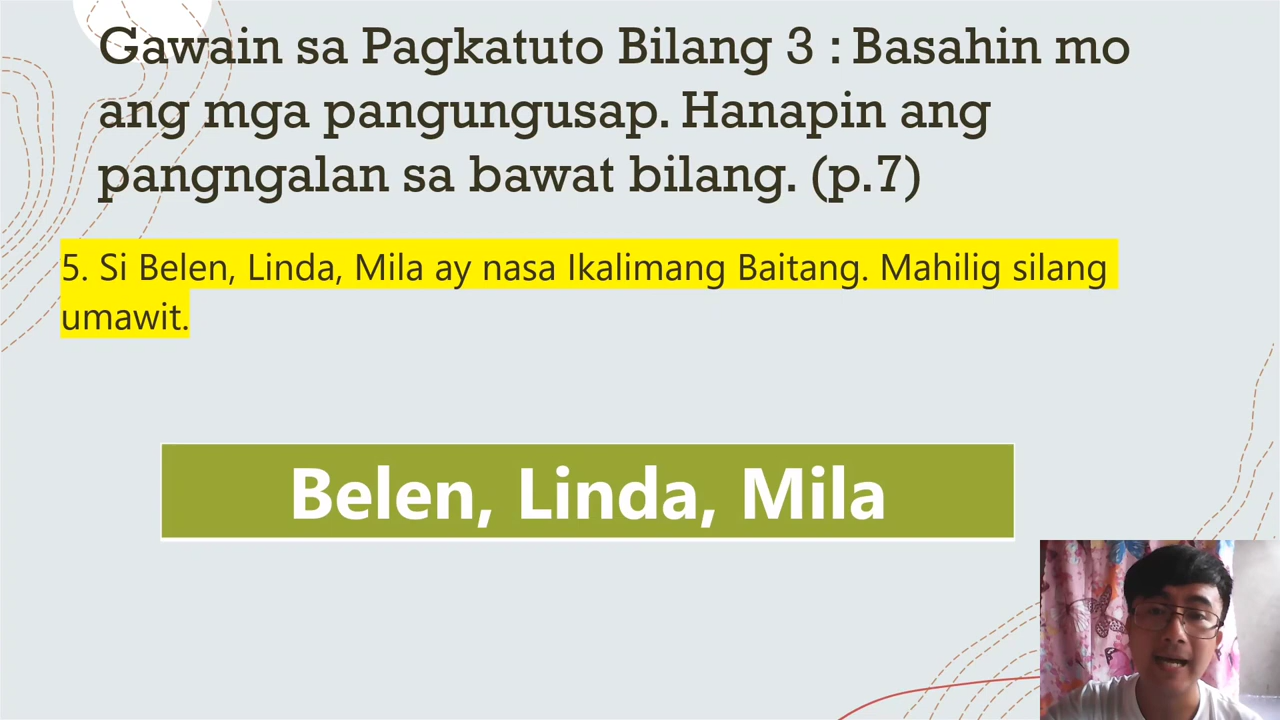 Gawain sa Pagkatuto Bilang 3 : Basahin mo
ang mga pangungusap. Hanapin ang
pangngalan sa bawat bilang. (p.7)
5. Si Belen, Linda, Mila ay nasa Ikalimang Baitang. Mahilig silang
umawit.
Belen, Linda, Mila